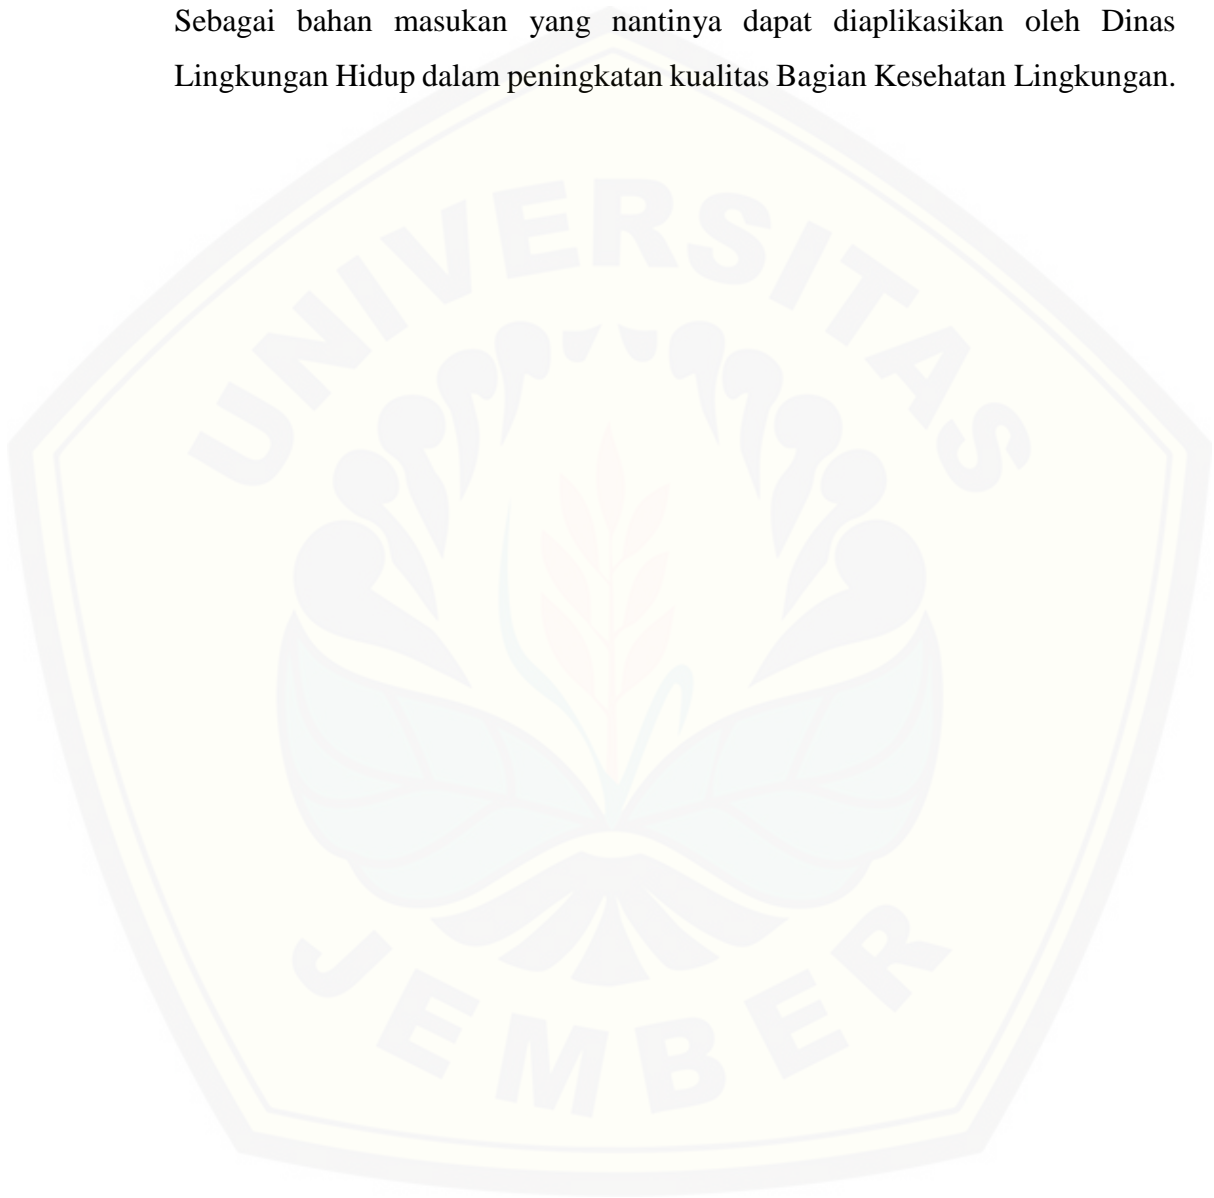 Sebagai bahan masukan yang nantinya dapat diaplikasikan oleh Dinas
Lingkungan Hidup dalam peningkatan kualitas Bagian Kesehatan Lingkungan.
UNIVERSITAS
JEMBER